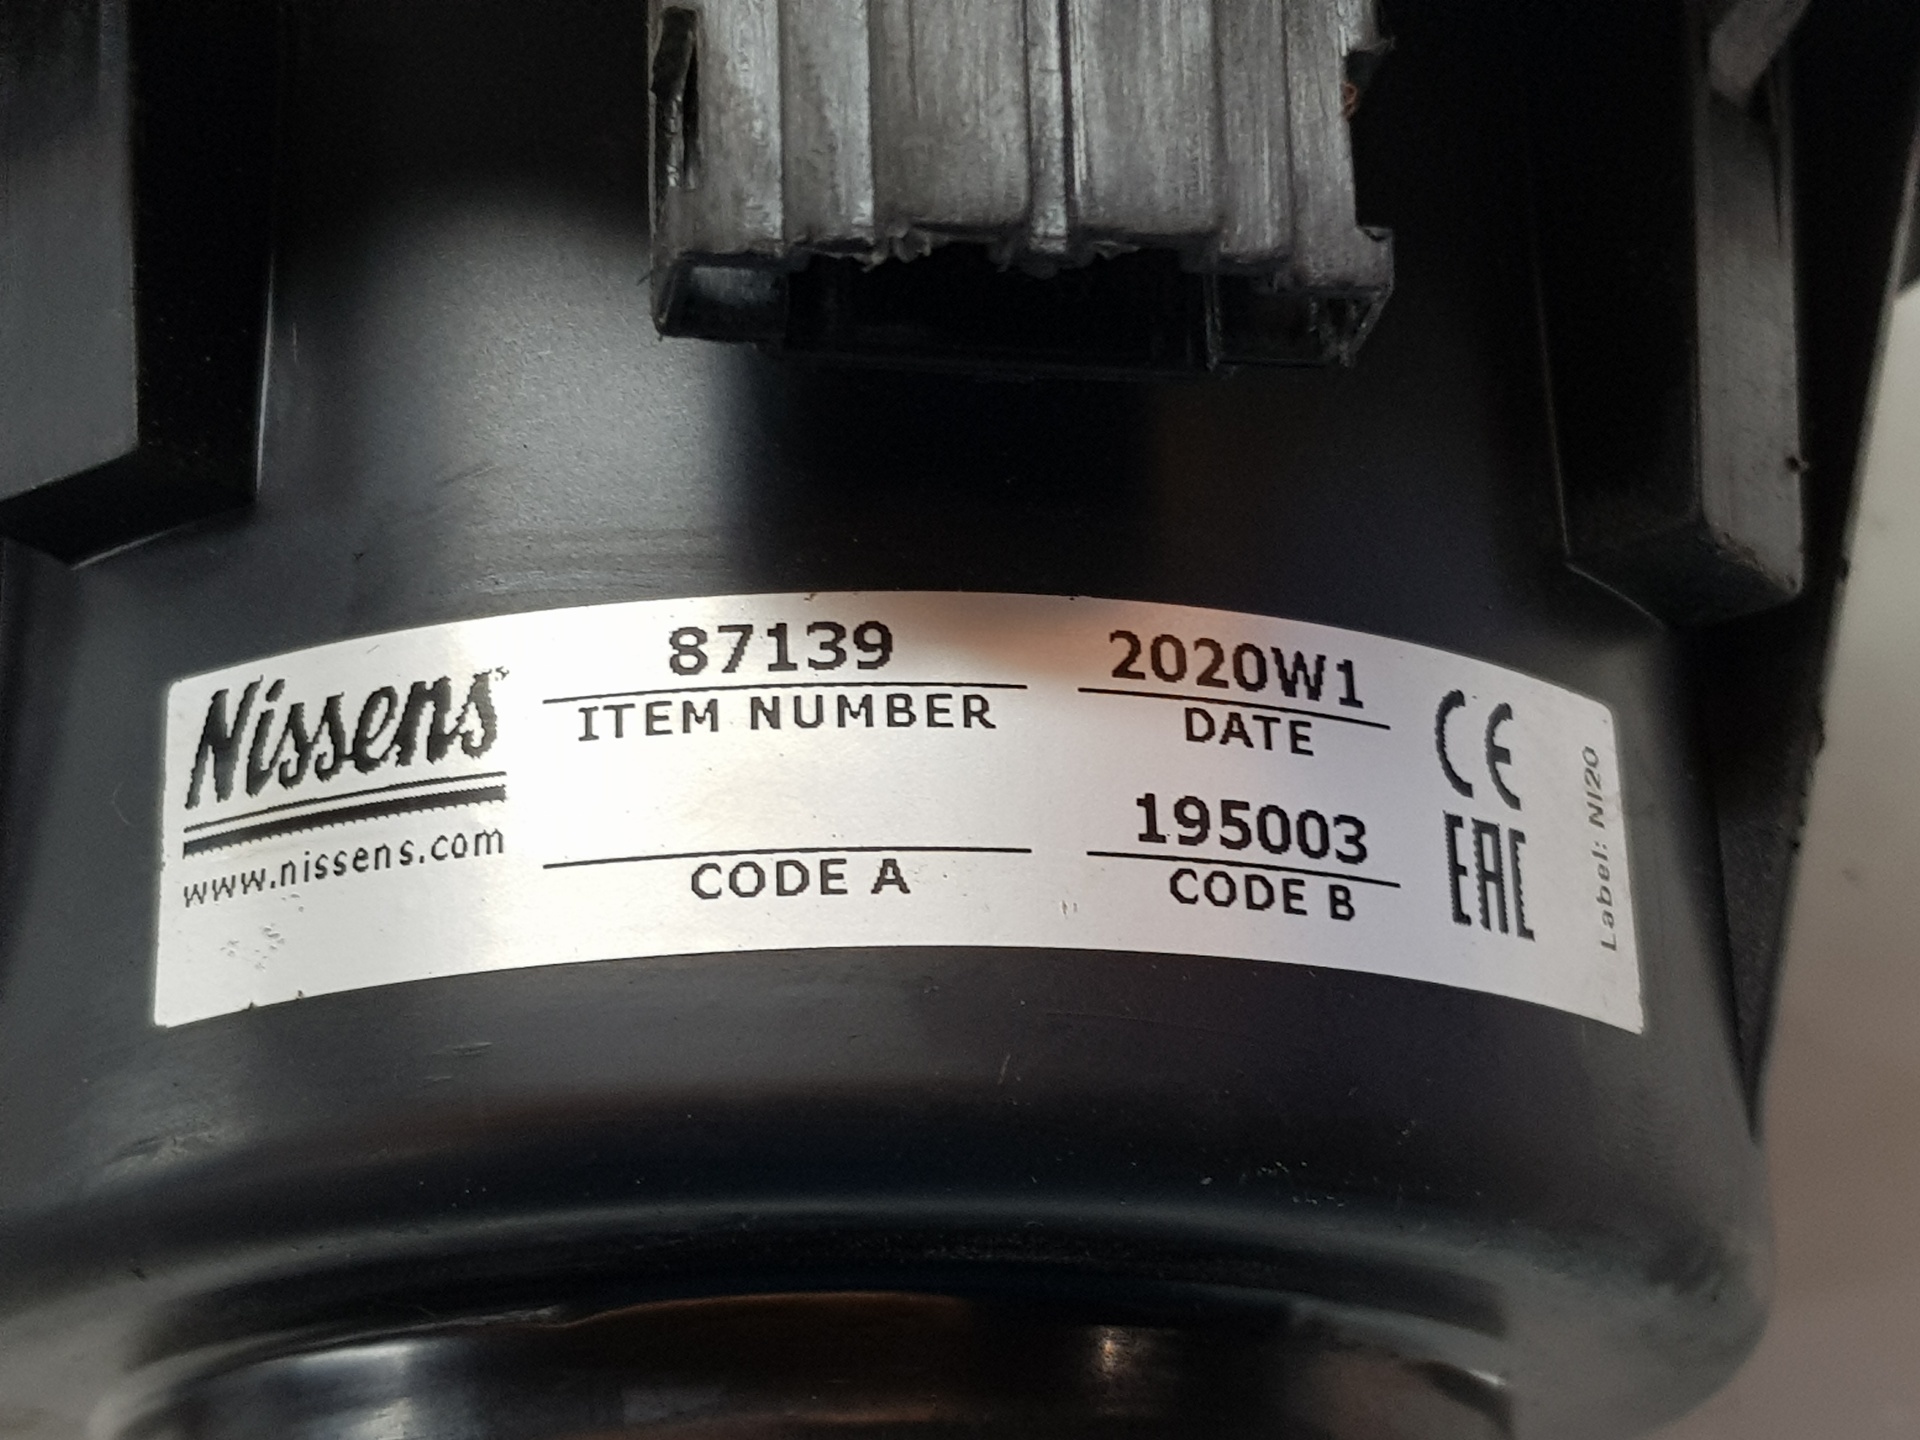 Nissens
www.nissens.com
87139
ITEM NUMBER
CODE A
2020W1
DATE
195003
CODE B
CE
EAC
Label: NI20